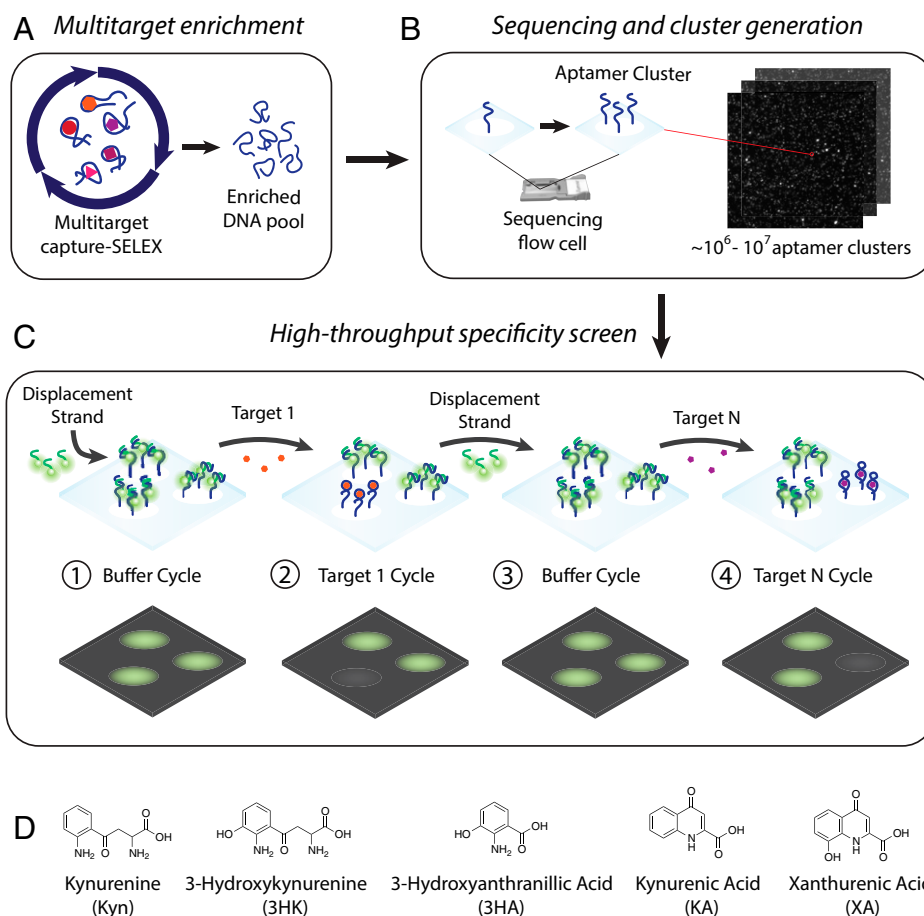 A Multitarget enrichment
Multitarget
capture-SELEX
Enriched
DNA pool
B Sequencing and cluster generation
Aptamer Cluster
Sequencing
flow cell
~10⁶- 10⁷ aptamer clusters
C High-throughput specificity screen
Displacement
Strand
Target 1
Displacement
Strand
Target N
1 Buffer Cycle
2 Target 1 Cycle
3 Buffer Cycle
4 Target N Cycle
D
O
OH
NH₂
O
NH₂
Kynurenine
(Kyn)
HO
O
OH
NH₂
O
NH₂
3-Hydroxykynurenine
(3HK)
HO
O
OH
NH₂
3-Hydroxyanthranillic Acid
(3HA)
O
N
H
OH
O
Kynurenic Acid
(KA)
O
N
H
OH
OH
O
Xanthurenic Acid
(XA)